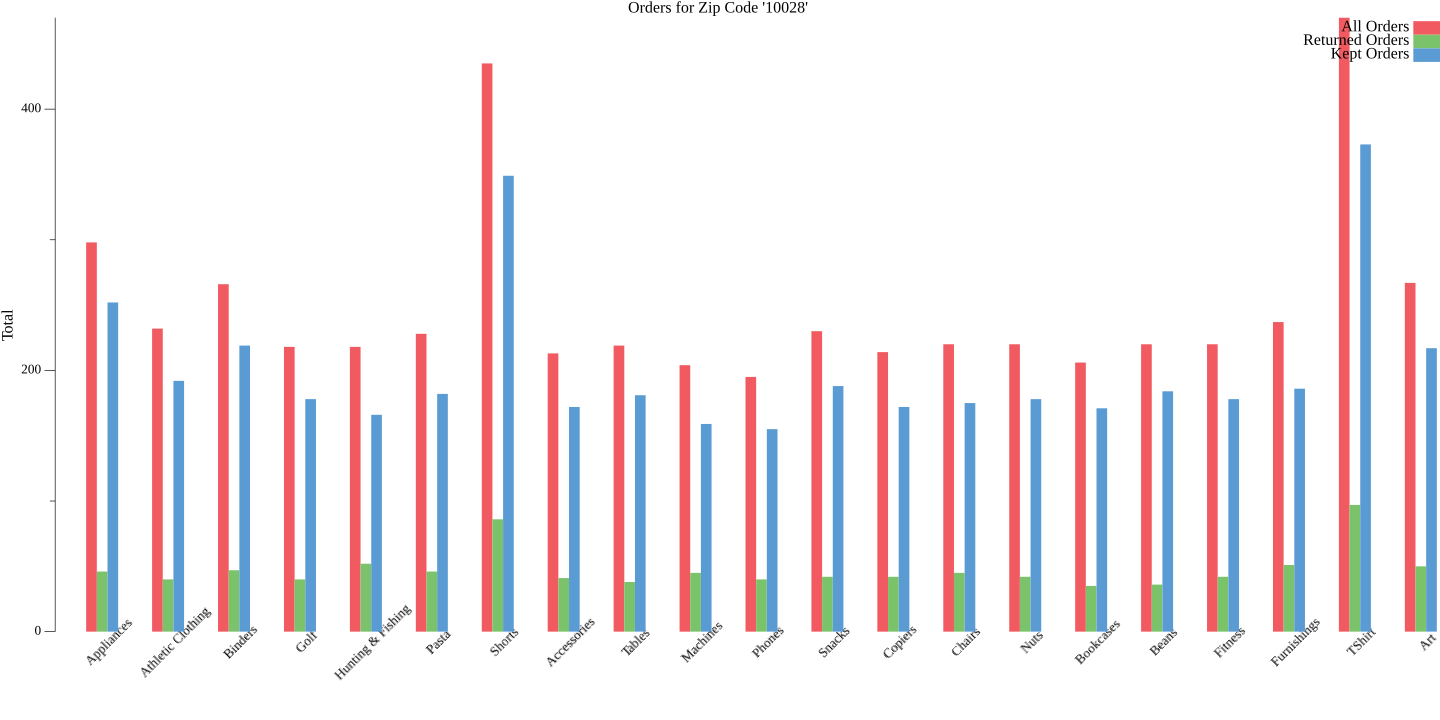 Orders for Zip Code '10028'
All Orders
Returned Orders
Kept Orders
400
200
0
Total
Appliances
Athletic Clothing
Binders
Golf
Hunting & Fishing
Pasta
Shorts
Accessories
Tables
Machines
Phones
Snacks
Copiers
Chairs
Nuts
Bookcases
Beans
Fitness
Furnishings
TShirt
Art